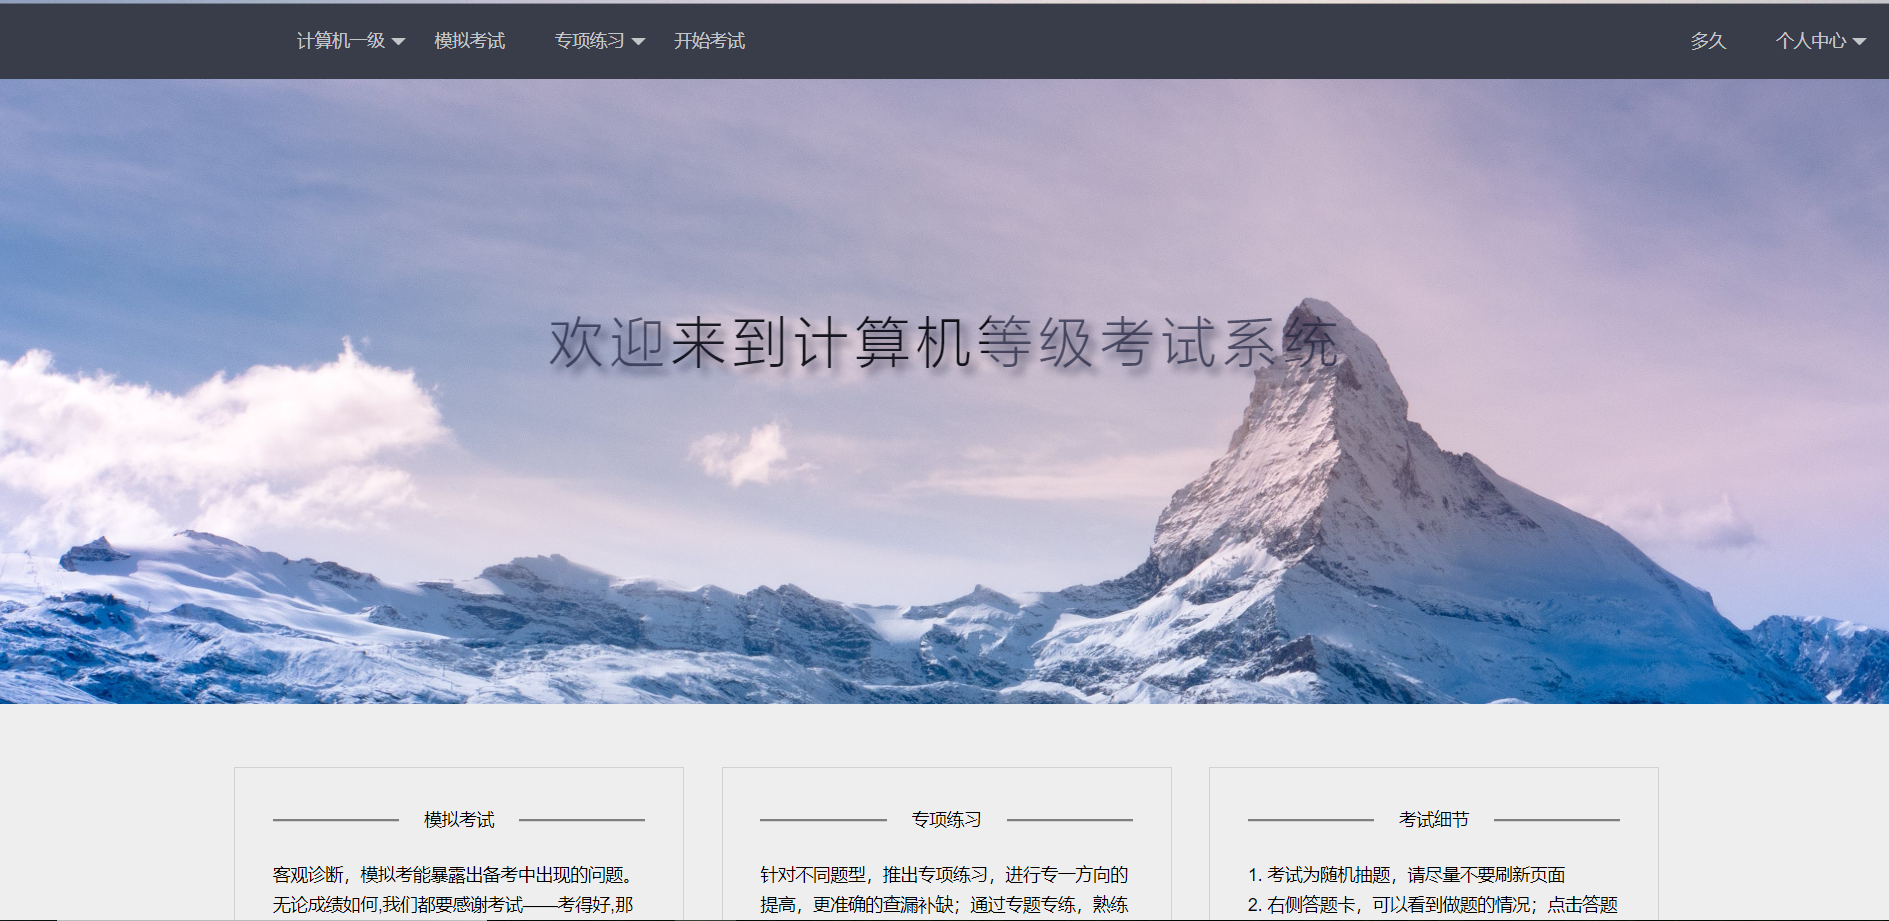 计算机一级 模拟考试 专项练习 开始考试 多久 个人中心
欢迎来到计算机等级考试系统
模拟考试
客观诊断，模拟考能暴露出备考中出现的问题。
无论成绩如何,我们都要感谢考试——考得好,那
专项练习
针对不同题型，推出专项练习，进行专一方向的
提高，更准确的查漏补缺；通过专题专练，熟练
考试细节
1. 考试为随机抽题，请尽量不要刷新页面
2. 右侧答题卡，可以看到做题的情况；点击答题